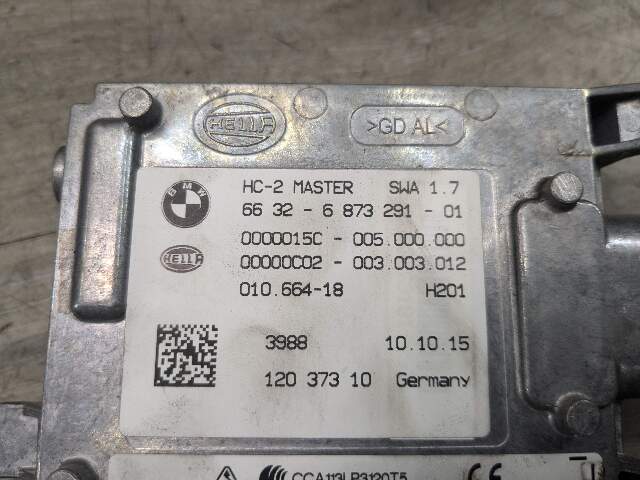 HELLA
>GD AL<
BMW
HC-2 MASTER SWA 1.7
66 32 - 6 873 291 - 01
0000015C - 005.000.000
HELLA
00000C02 - 003.003.012
010.664-18 H201
3988 10.10.15
120 373 10 Germany
CCA113LP3120T5 CE